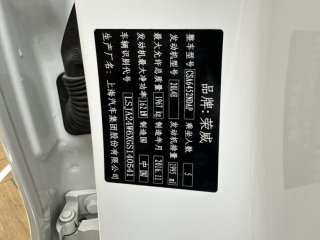 品牌:荣威
整车型号 CSA6452NDAP 乘坐人数 5
发动机型号 20L4E 发动机排量 1995 ml
最大允许总质量 1967 kg 制造年月 2016.11
发动机最大净功率 162kW 制造国 中国
车辆识别代号 LSJA24W6XGS140541
生产厂名: 上海汽车集团股份有限公司